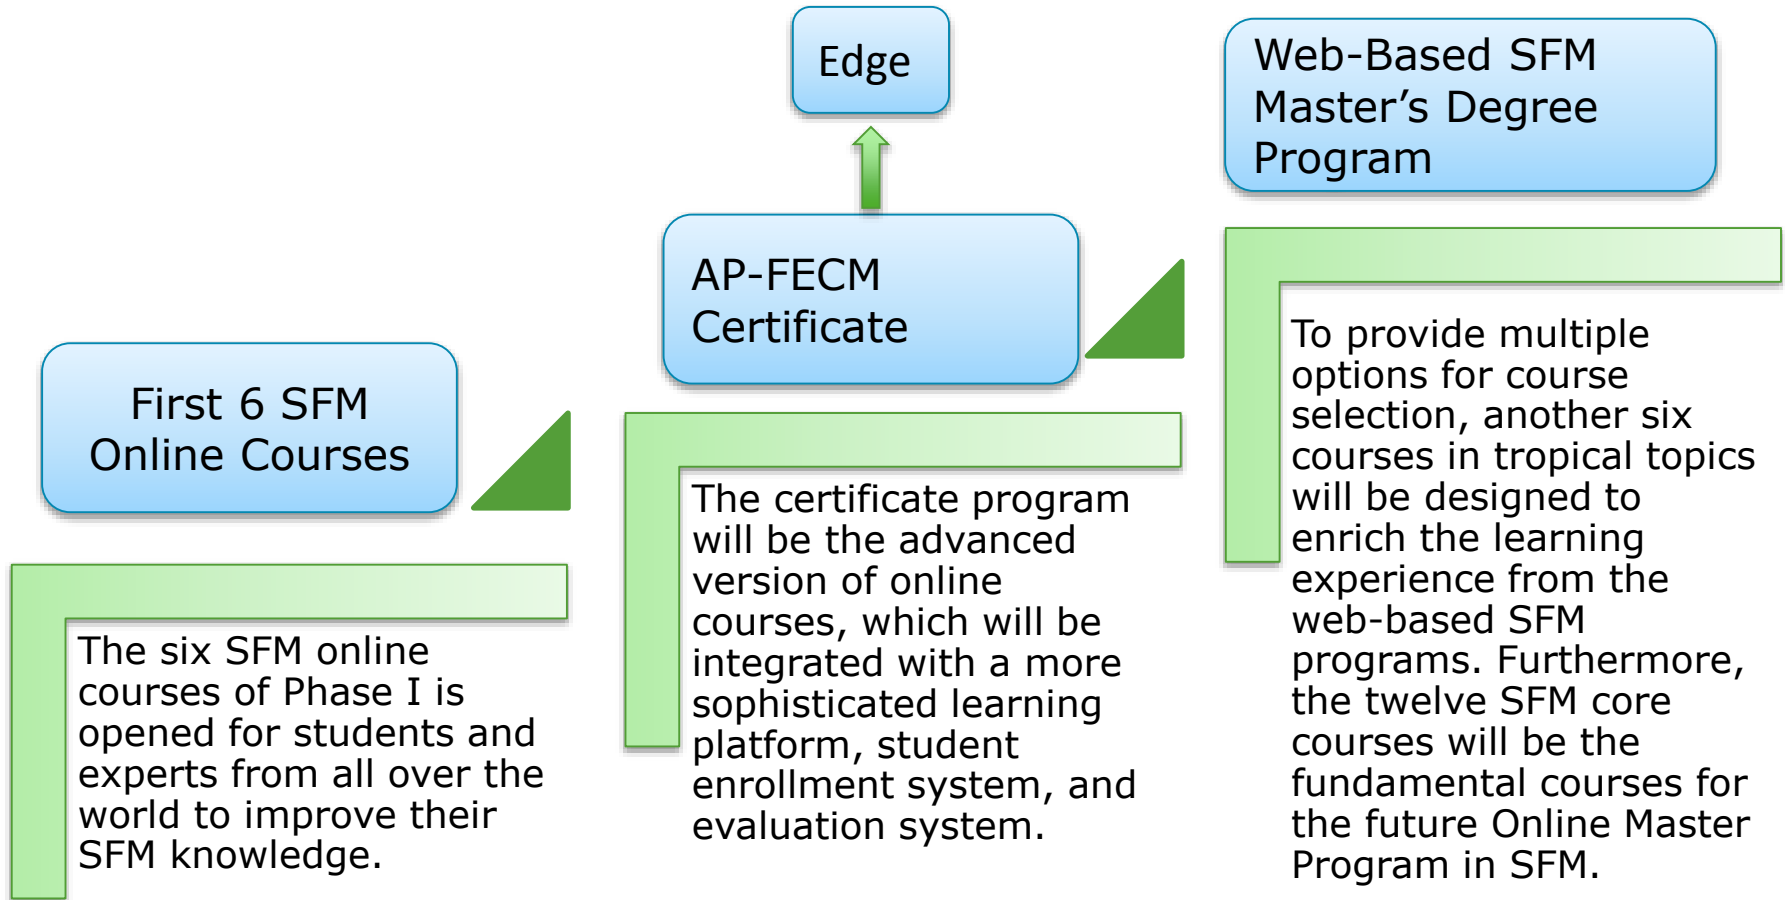 Edge
Web-Based SFM
Master’s Degree
Program
AP-FECM
Certificate
First 6 SFM
Online Courses
The six SFM online
courses of Phase I is
opened for students and
experts from all over the
world to improve their
SFM knowledge.
The certificate program
will be the advanced
version of online
courses, which will be
integrated with a more
sophisticated learning
platform, student
enrollment system, and
evaluation system.
To provide multiple
options for course
selection, another six
courses in tropical topics
will be designed to
enrich the learning
experience from the
web-based SFM
programs. Furthermore,
the twelve SFM core
courses will be the
fundamental courses for
the future Online Master
Program in SFM.